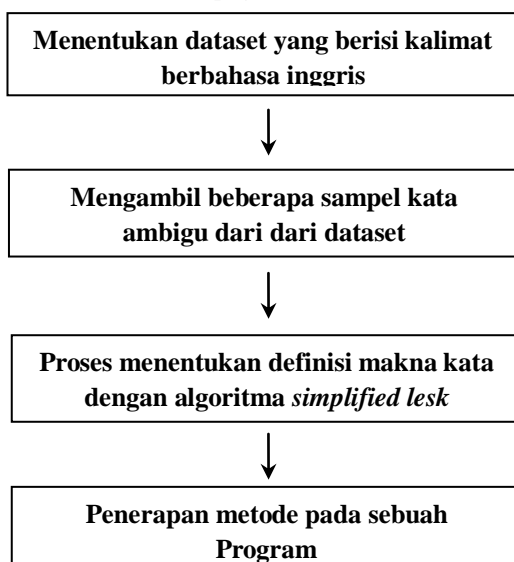 Menentukan dataset yang berisi kalimat
berbahasa inggris
Mengambil beberapa sampel kata
ambigu dari dari dataset
Proses menentukan definisi makna kata
dengan algoritma simplified lesk
Penerapan metode pada sebuah
Program